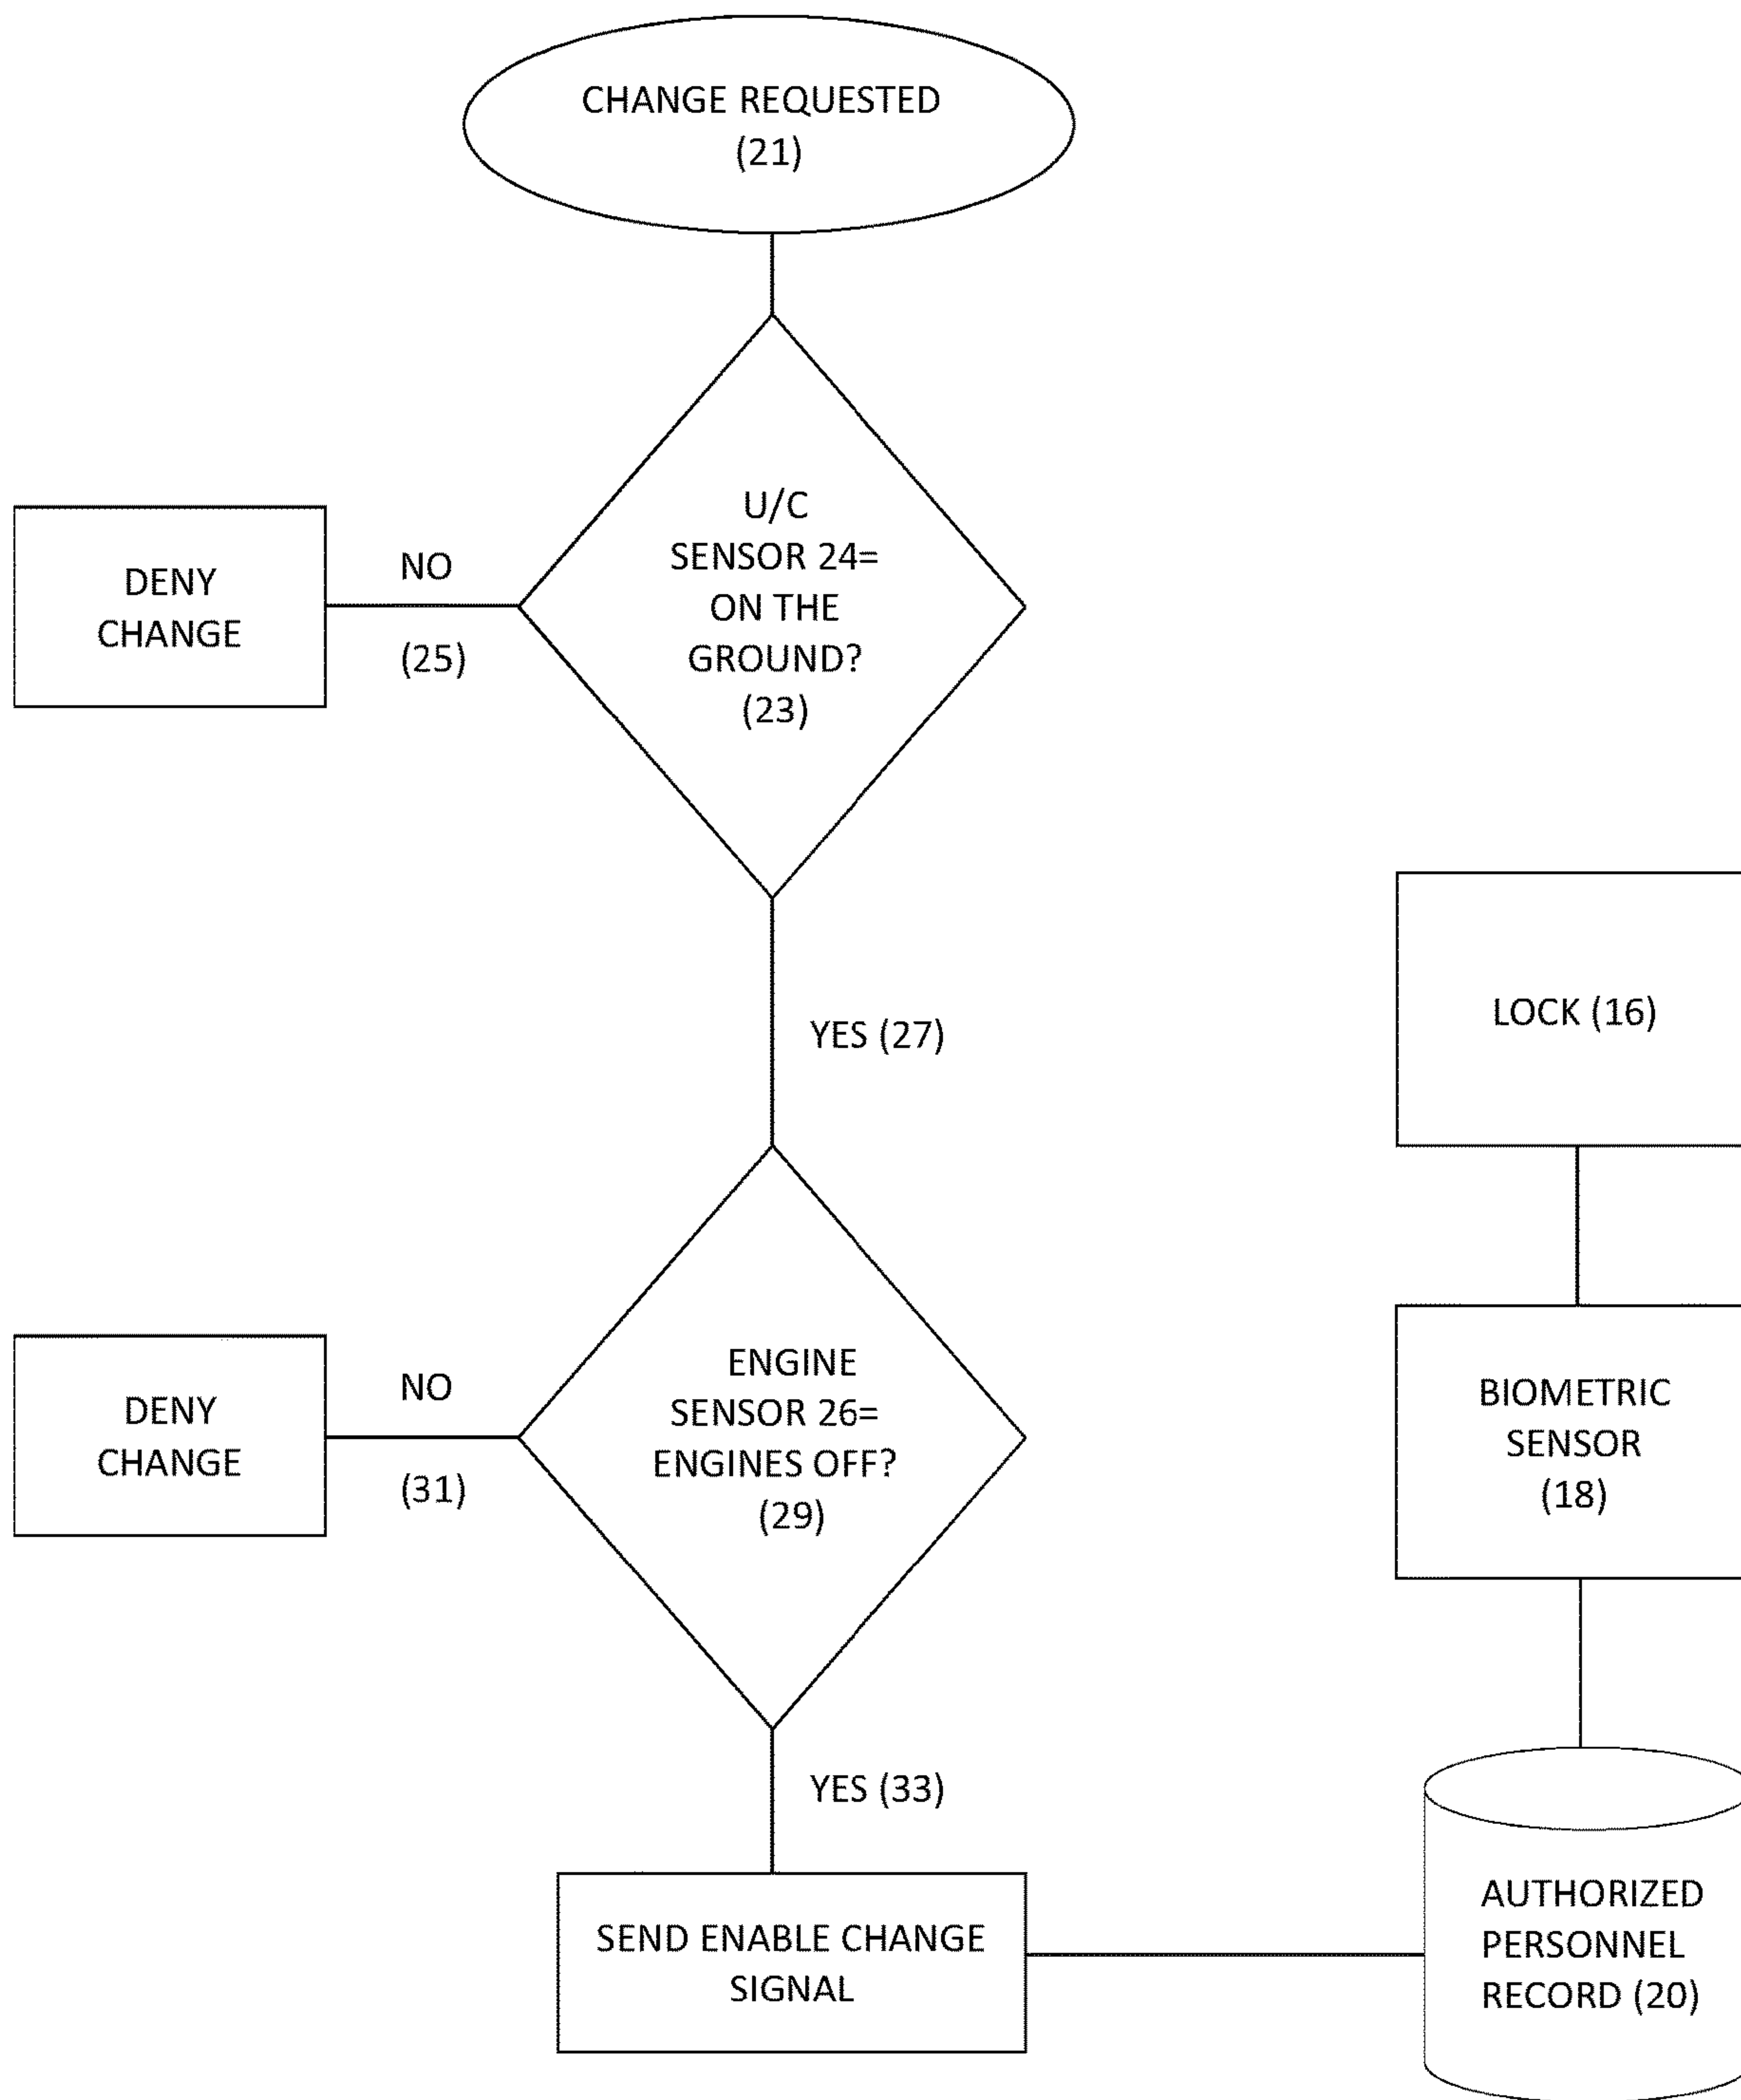 CHANGE REQUESTED
(21)
U/C
SENSOR 24=
ON THE
GROUND?
(23)
NO
(25)
DENY
CHANGE
YES (27)
LOCK (16)
ENGINE
SENSOR 26=
ENGINES OFF?
(29)
NO
(31)
DENY
CHANGE
BIOMETRIC
SENSOR
(18)
YES (33)
SEND ENABLE CHANGE
SIGNAL
AUTHORIZED
PERSONNEL
RECORD (20)